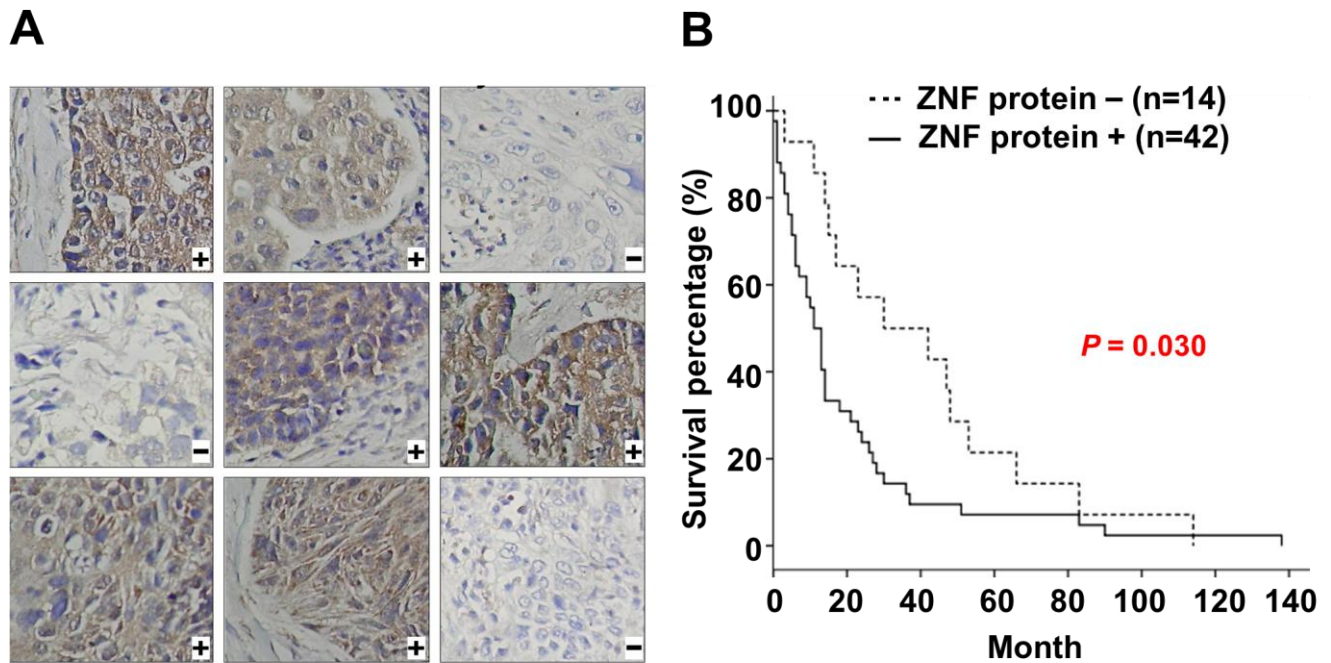 A
+
+
−
−
+
+
+
+
−
B
ZNF protein − (n=14)
ZNF protein + (n=42)
Survival percentage (%)
100
80
60
40
20
0
P = 0.030
0 20 40 60 80 100 120 140
Month